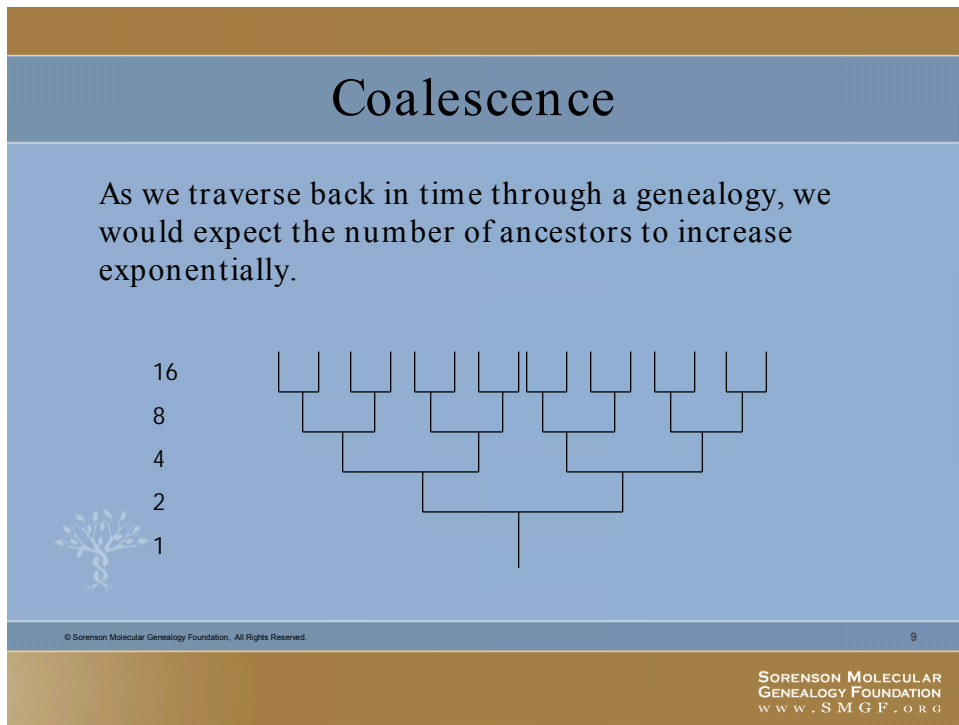 Coalescence
As we traverse back in time through a genealogy, we
would expect the number of ancestors to increase
exponentially.
16
8
4
2
1
© Sorenson Molecular Genealogy Foundation, All Rights Reserved.
9
SORENSON MOLECULAR
GENEALOGY FOUNDATION
WWW.SMGF.ORG